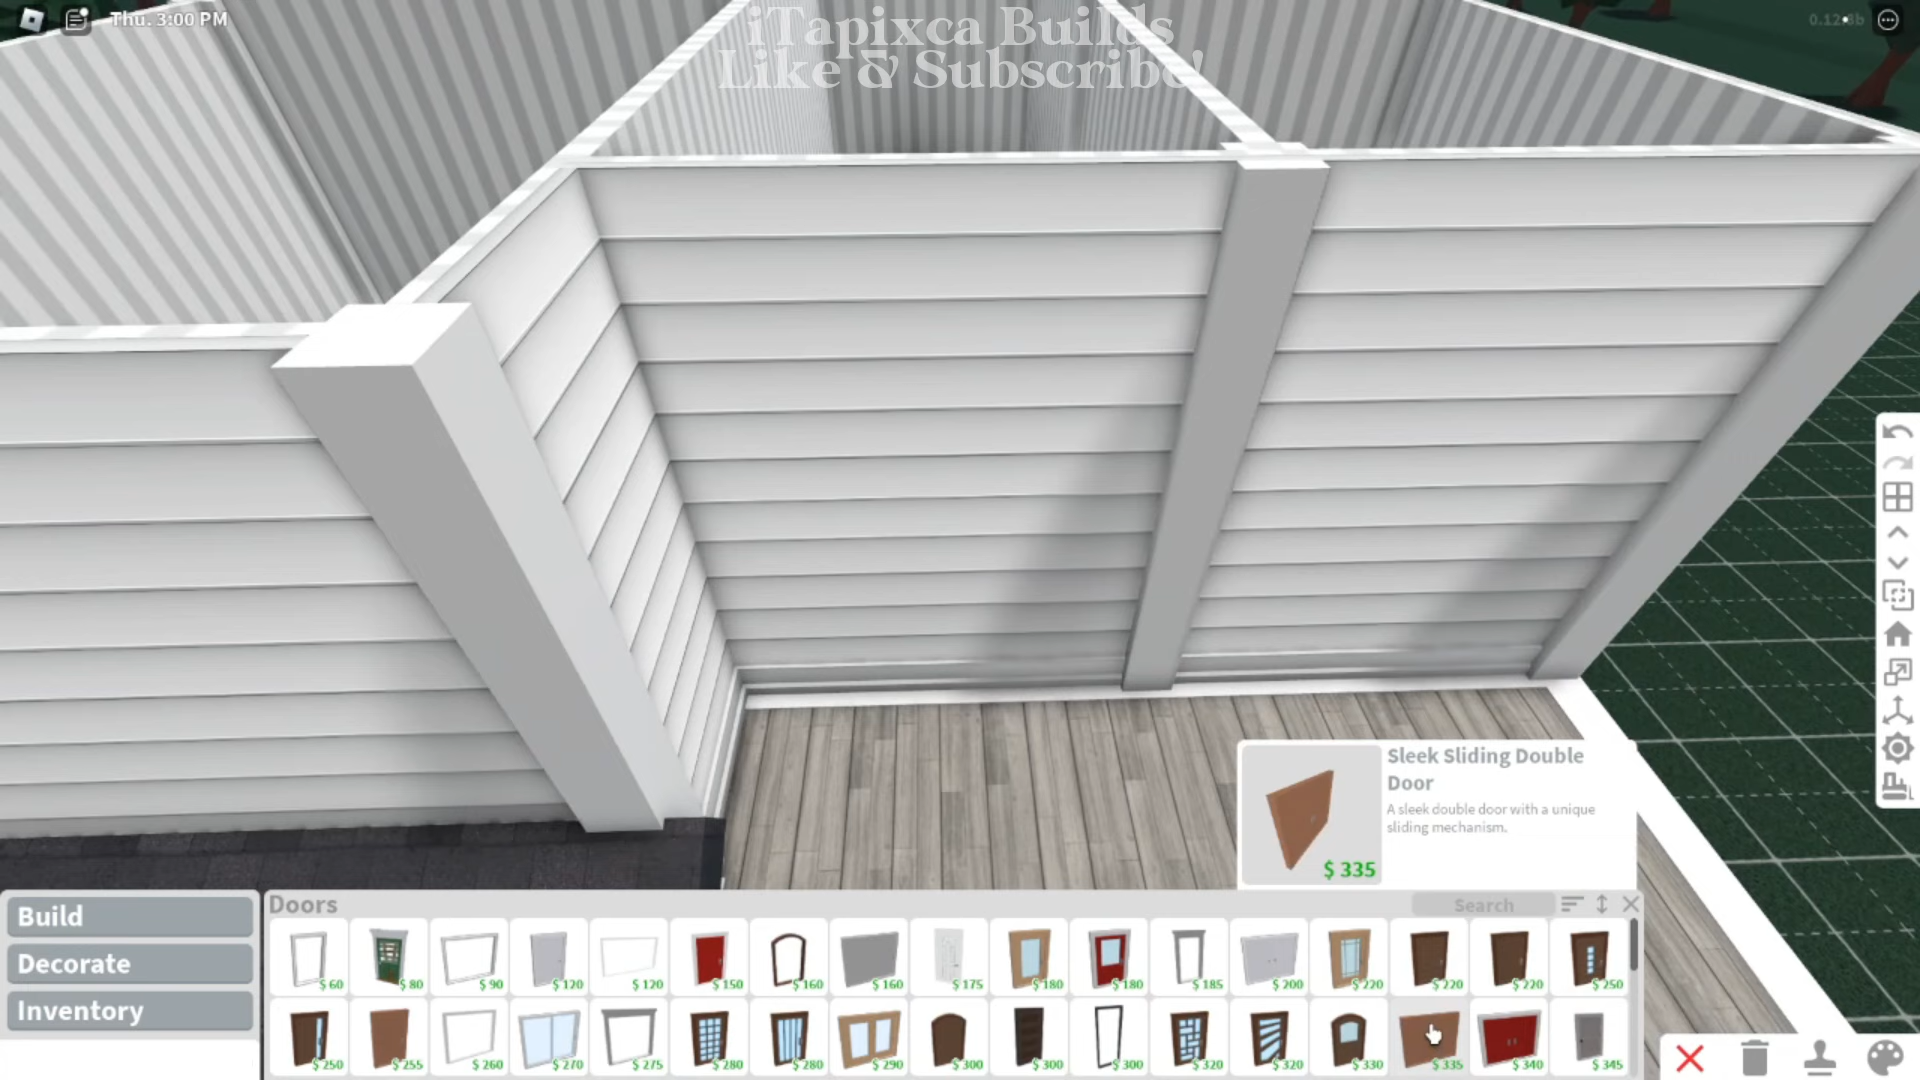 Thu. 3:00 PM
iTapixca Builds
Like & Subscribe!
Sleek Sliding Double
Door
A sleek double door with a unique
sliding mechanism.
$ 335
Build
Decorate
Inventory
Doors
Search
$ 60 $ 80 $ 90 $ 120 $ 120 $ 150 $ 160 $ 160 $ 175 $ 180 $ 180 $ 185 $ 200 $ 220 $ 220 $ 220 $ 250
$ 250 $ 255 $ 260 $ 270 $ 275 $ 280 $ 280 $ 290 $ 300 $ 300 $ 300 $ 320 $ 320 $ 330 $ 335 $ 340 $ 345